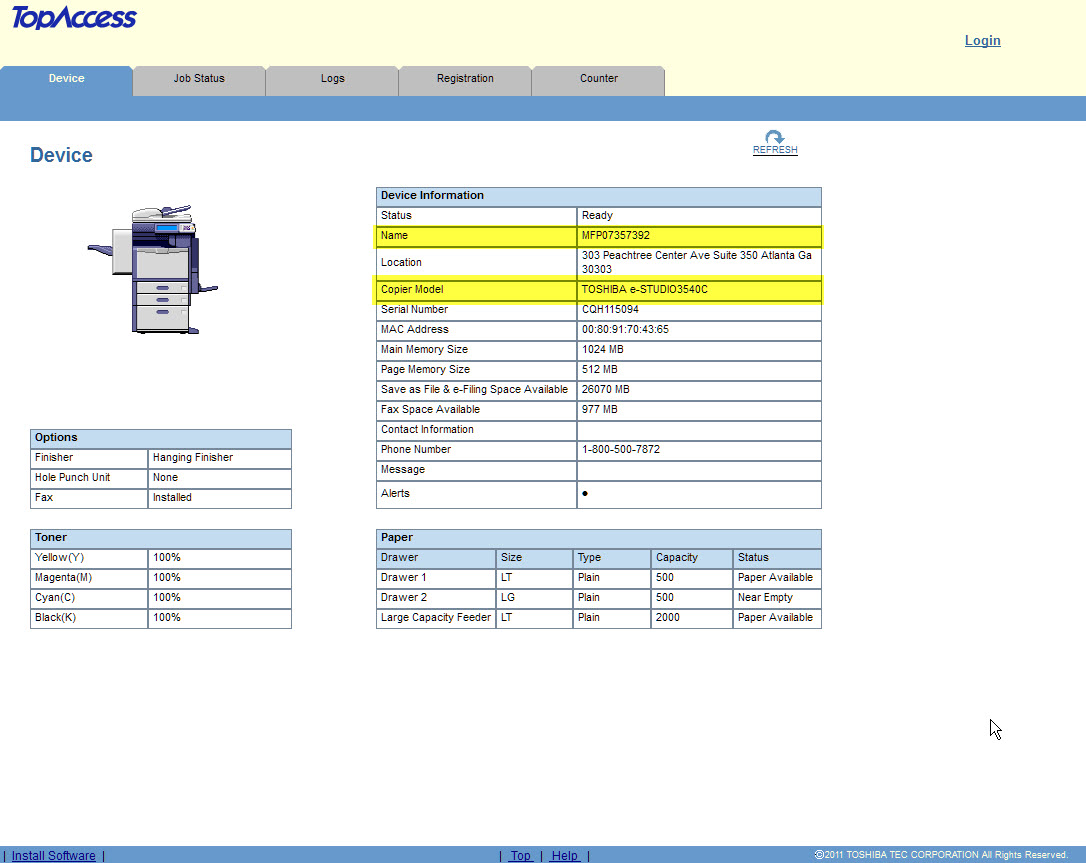 TopAccess
Login
Device
Job Status
Logs
Registration
Counter
Device
REFRESH
Device Information
Status Ready
Name MFP07357392
Location 303 Peachtree Center Ave Suite 350 Atlanta Ga
30303
Copier Model TOSHIBA e-STUDIO3540C
Serial Number CQH115094
MAC Address 00:80:91:70:43:65
Main Memory Size 1024 MB
Page Memory Size 512 MB
Save as File & e-Filing Space Available 26070 MB
Fax Space Available 977 MB
Contact Information
Phone Number 1-800-500-7872
Message
Alerts ●
Options
Finisher Hanging Finisher
Hole Punch Unit None
Fax Installed
Toner
Yellow(Y) 100%
Magenta(M) 100%
Cyan(C) 100%
Black(K) 100%
Paper
Drawer Size Type Capacity Status
Drawer 1 LT Plain 500 Paper Available
Drawer 2 LG Plain 500 Near Empty
Large Capacity Feeder LT Plain 2000 Paper Available
| Install Software |
| Top | Help |
©2011 TOSHIBA TEC CORPORATION All Rights Reserved.